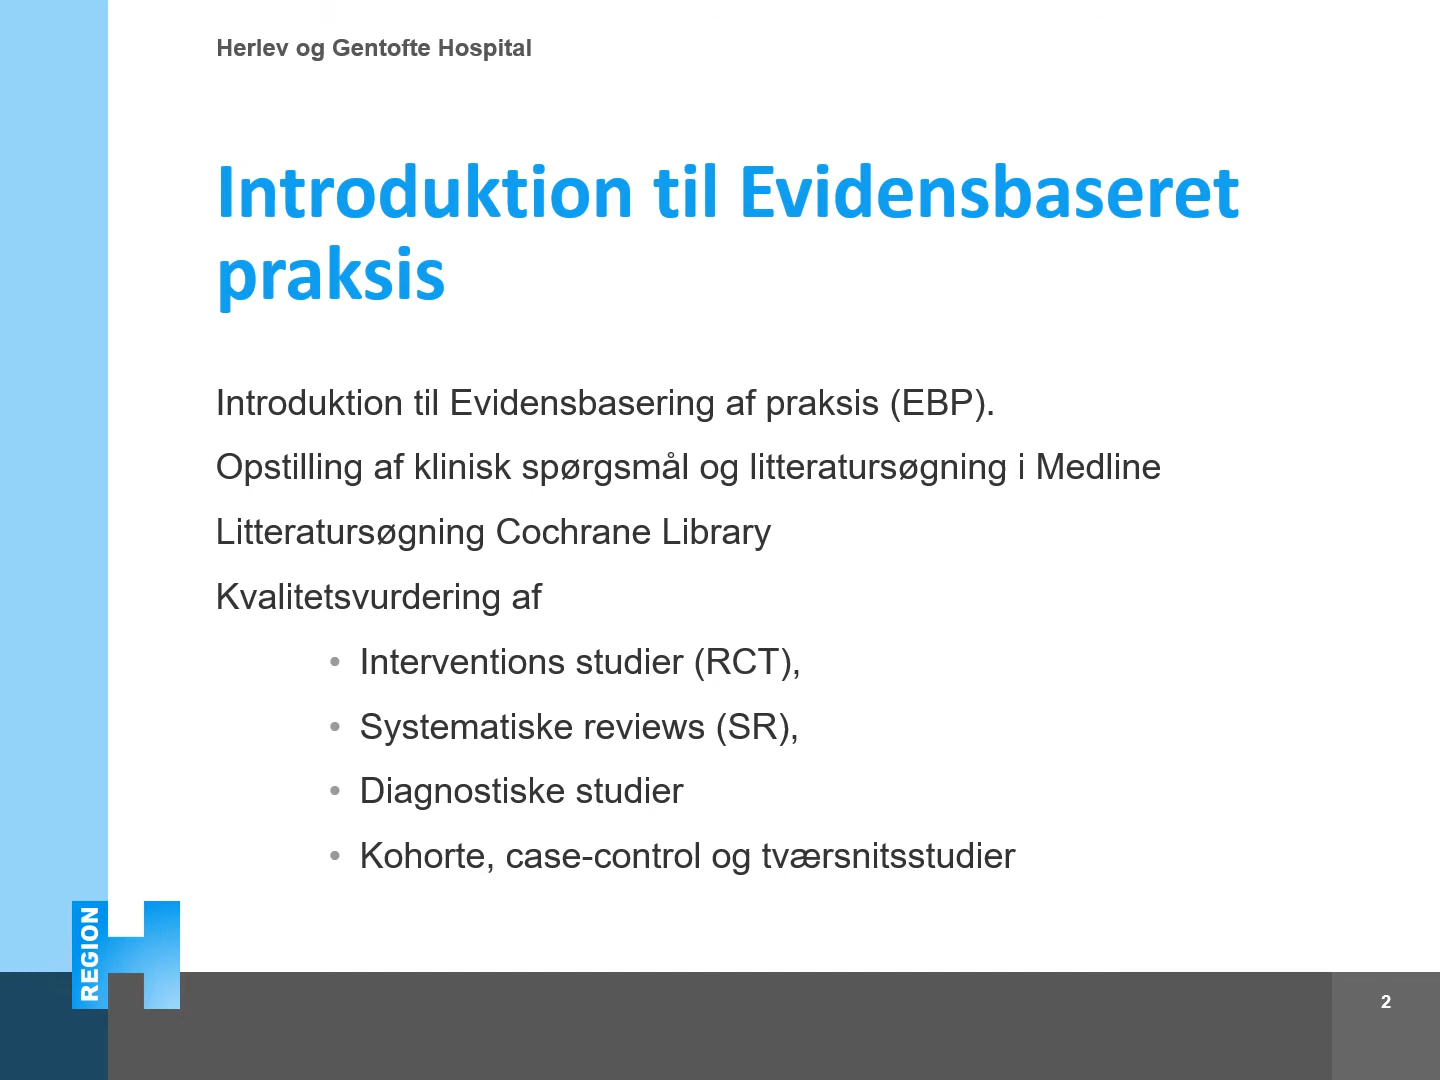 Herlev og Gentofte Hospital
Introduktion til Evidensbaseret
praksis
Introduktion til Evidensbasering af praksis (EBP).
Opstilling af klinisk spørgsmål og litteratursøgning i Medline
Litteratursøgning Cochrane Library
Kvalitetsvurdering af
• Interventions studier (RCT),
• Systematiske reviews (SR),
• Diagnostiske studier
• Kohorte, case-control og tværsnitsstudier
REGION H
2